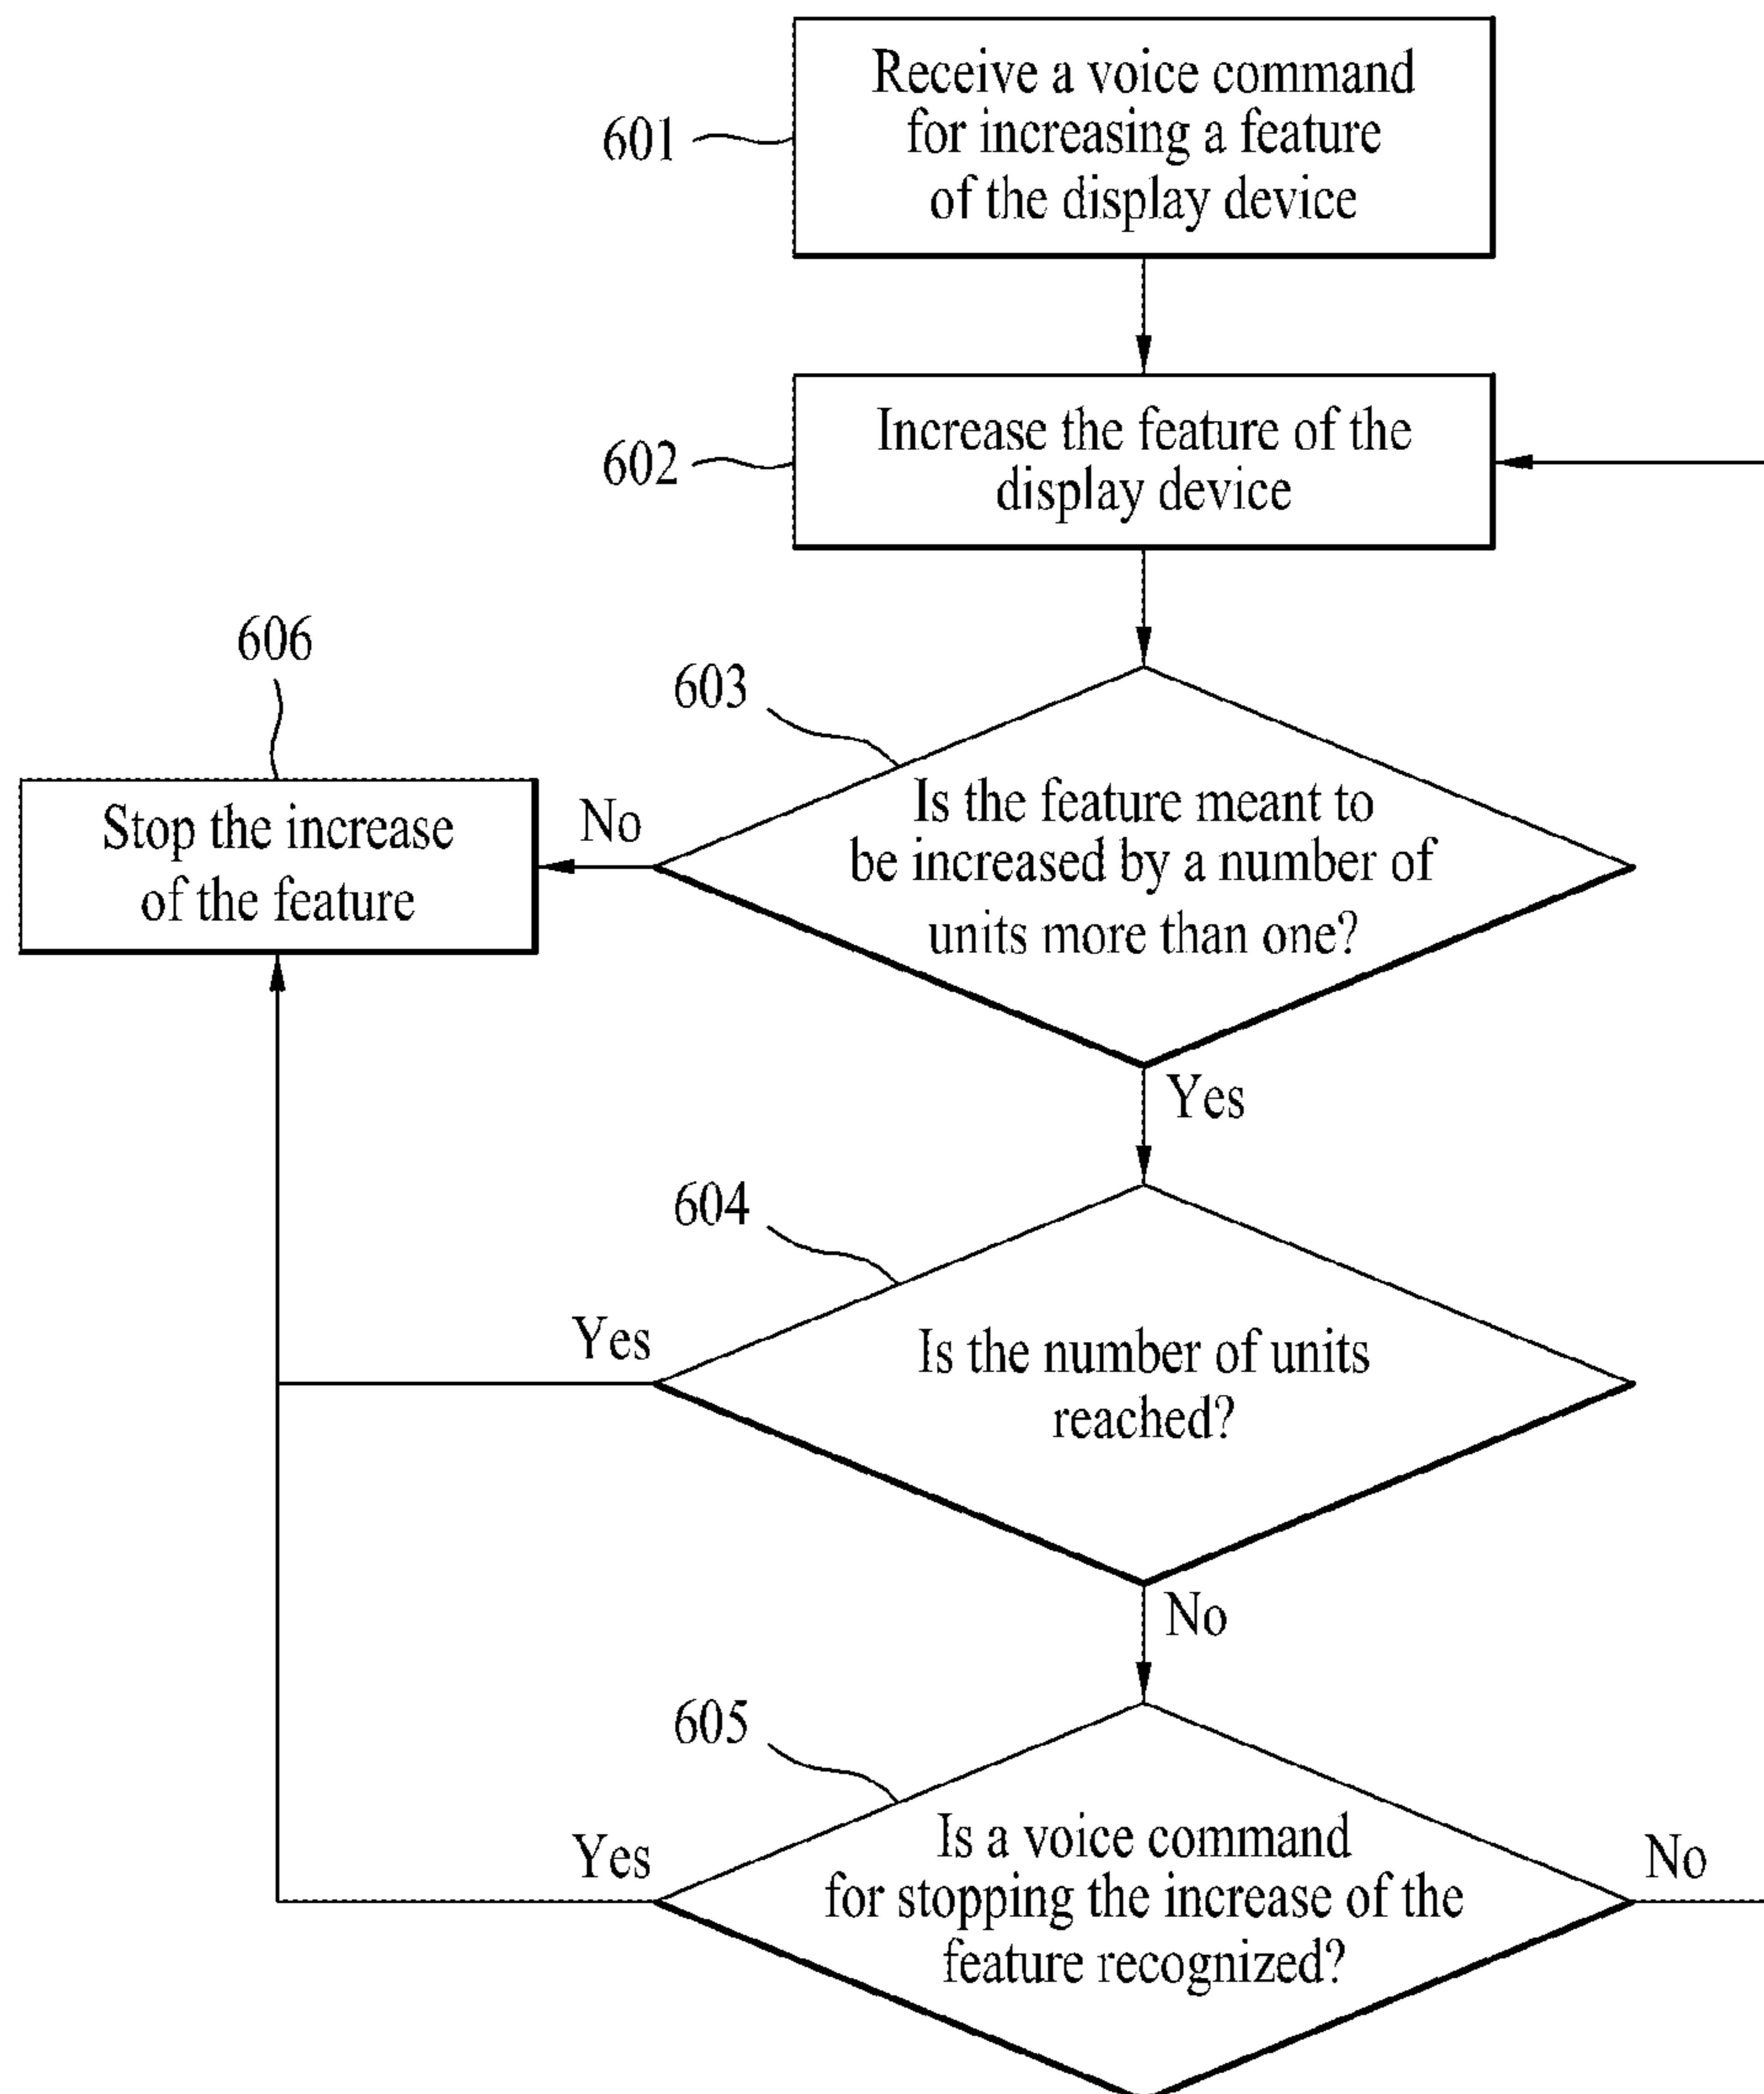 601
Receive a voice command
for increasing a feature
of the display device
602
Increase the feature of the
display device
603
Is the feature meant to
be increased by a number of
units more than one?
No
606
Stop the increase
of the feature
Yes
604
Is the number of units
reached?
Yes
No
605
Is a voice command
for stopping the increase of the
feature recognized?
Yes
No